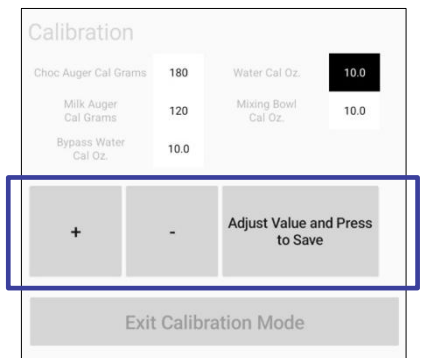 Calibration
Choc Auger Cal Grams 180 Water Cal Oz. 10.0
Milk Auger
Cal Grams
120
Mixing Bowl
Cal Oz.
10.0
Bypass Water
Cal Oz.
10.0
+ - Adjust Value and Press
to Save
Exit Calibration Mode